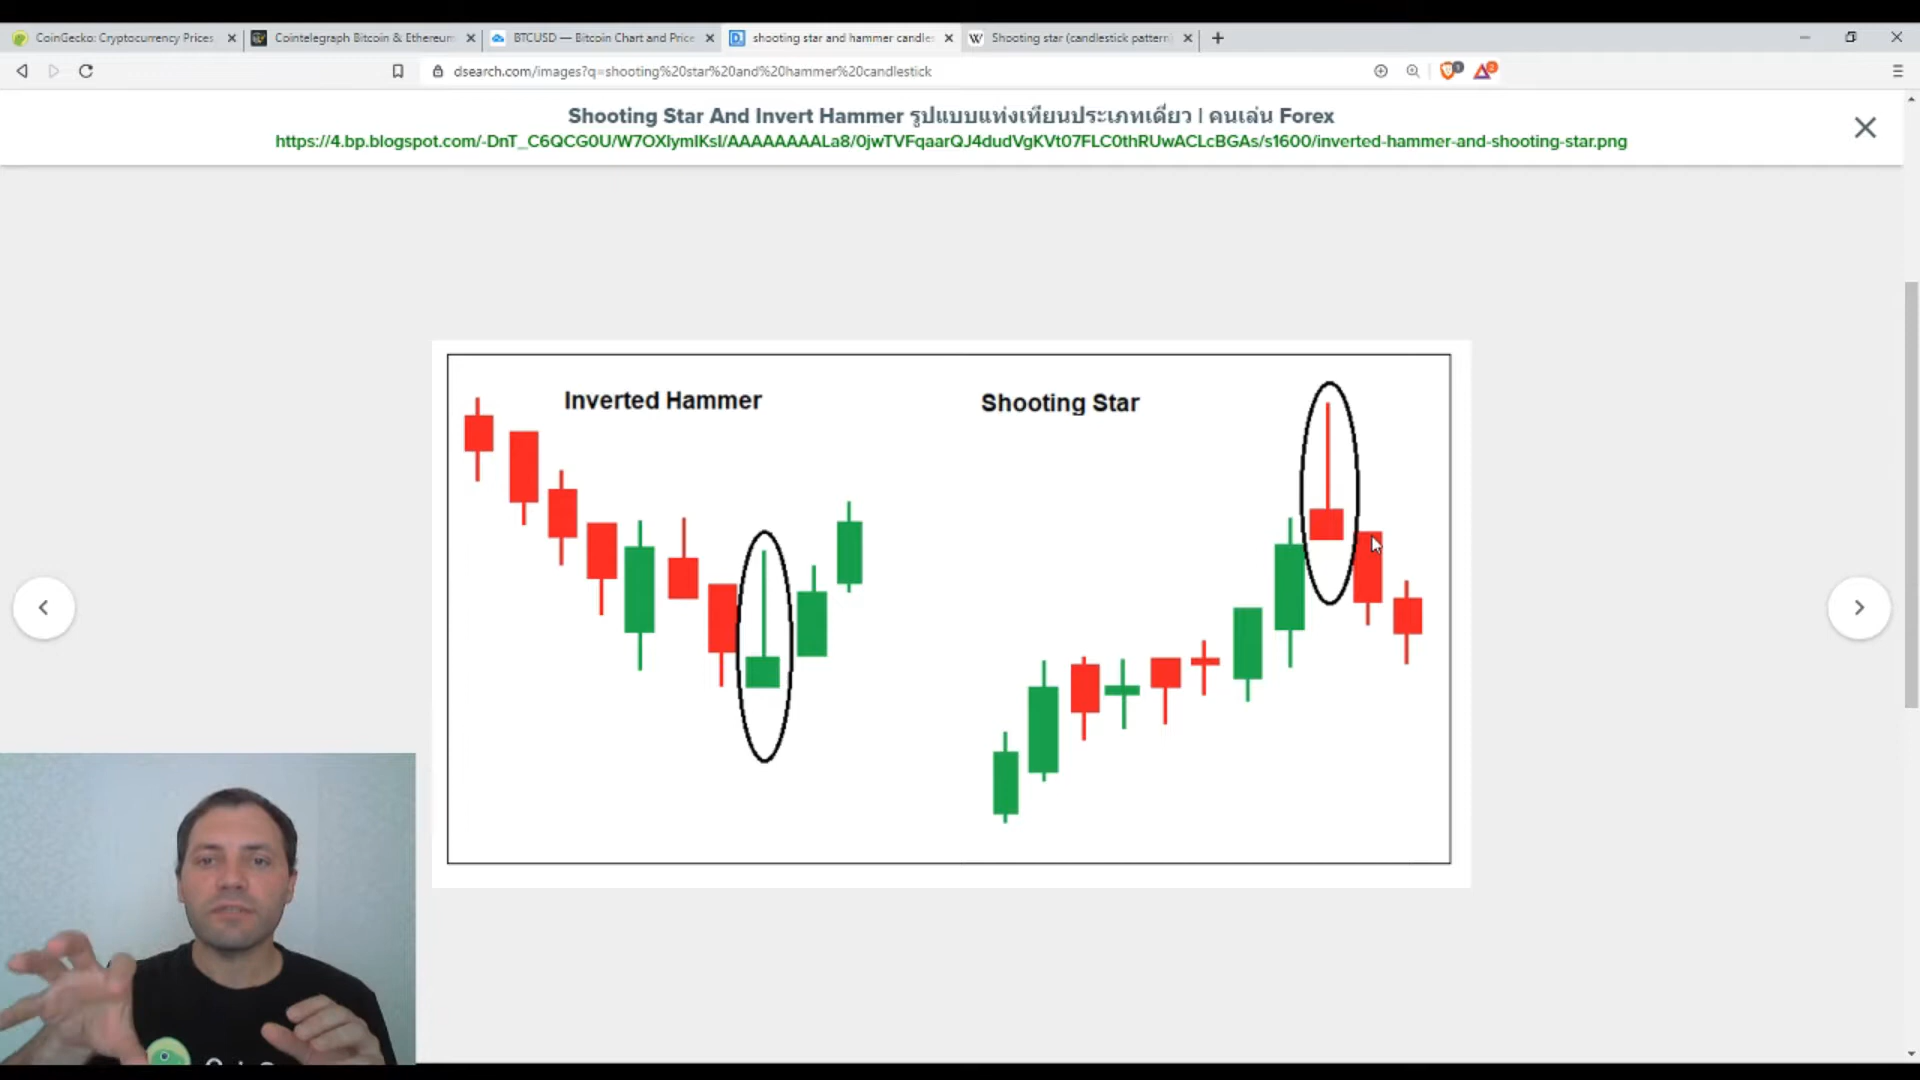 CoinGecko: Cryptocurrency Prices
Cointelegraph Bitcoin & Ethereum
BTCUSD — Bitcoin Chart and Price
shooting star and hammer candle
Shooting star (candlestick pattern)
dsearch.com/images?q=shooting%20star%20and%20hammer%20candlestick
1
2
Shooting Star And Invert Hammer รูปแบบแท่งเทียนประเภทเดี่ยว | คนเล่น Forex
https://4.bp.blogspot.com/-DnT_C6QCG0U/W7OXIymIKsI/AAAAAAAALa8/0jwTVFqaarQJ4dudVgKVt07FLC0thRUwACLcBGAs/s1600/inverted-hammer-and-shooting-star.png
Inverted Hammer
Shooting Star